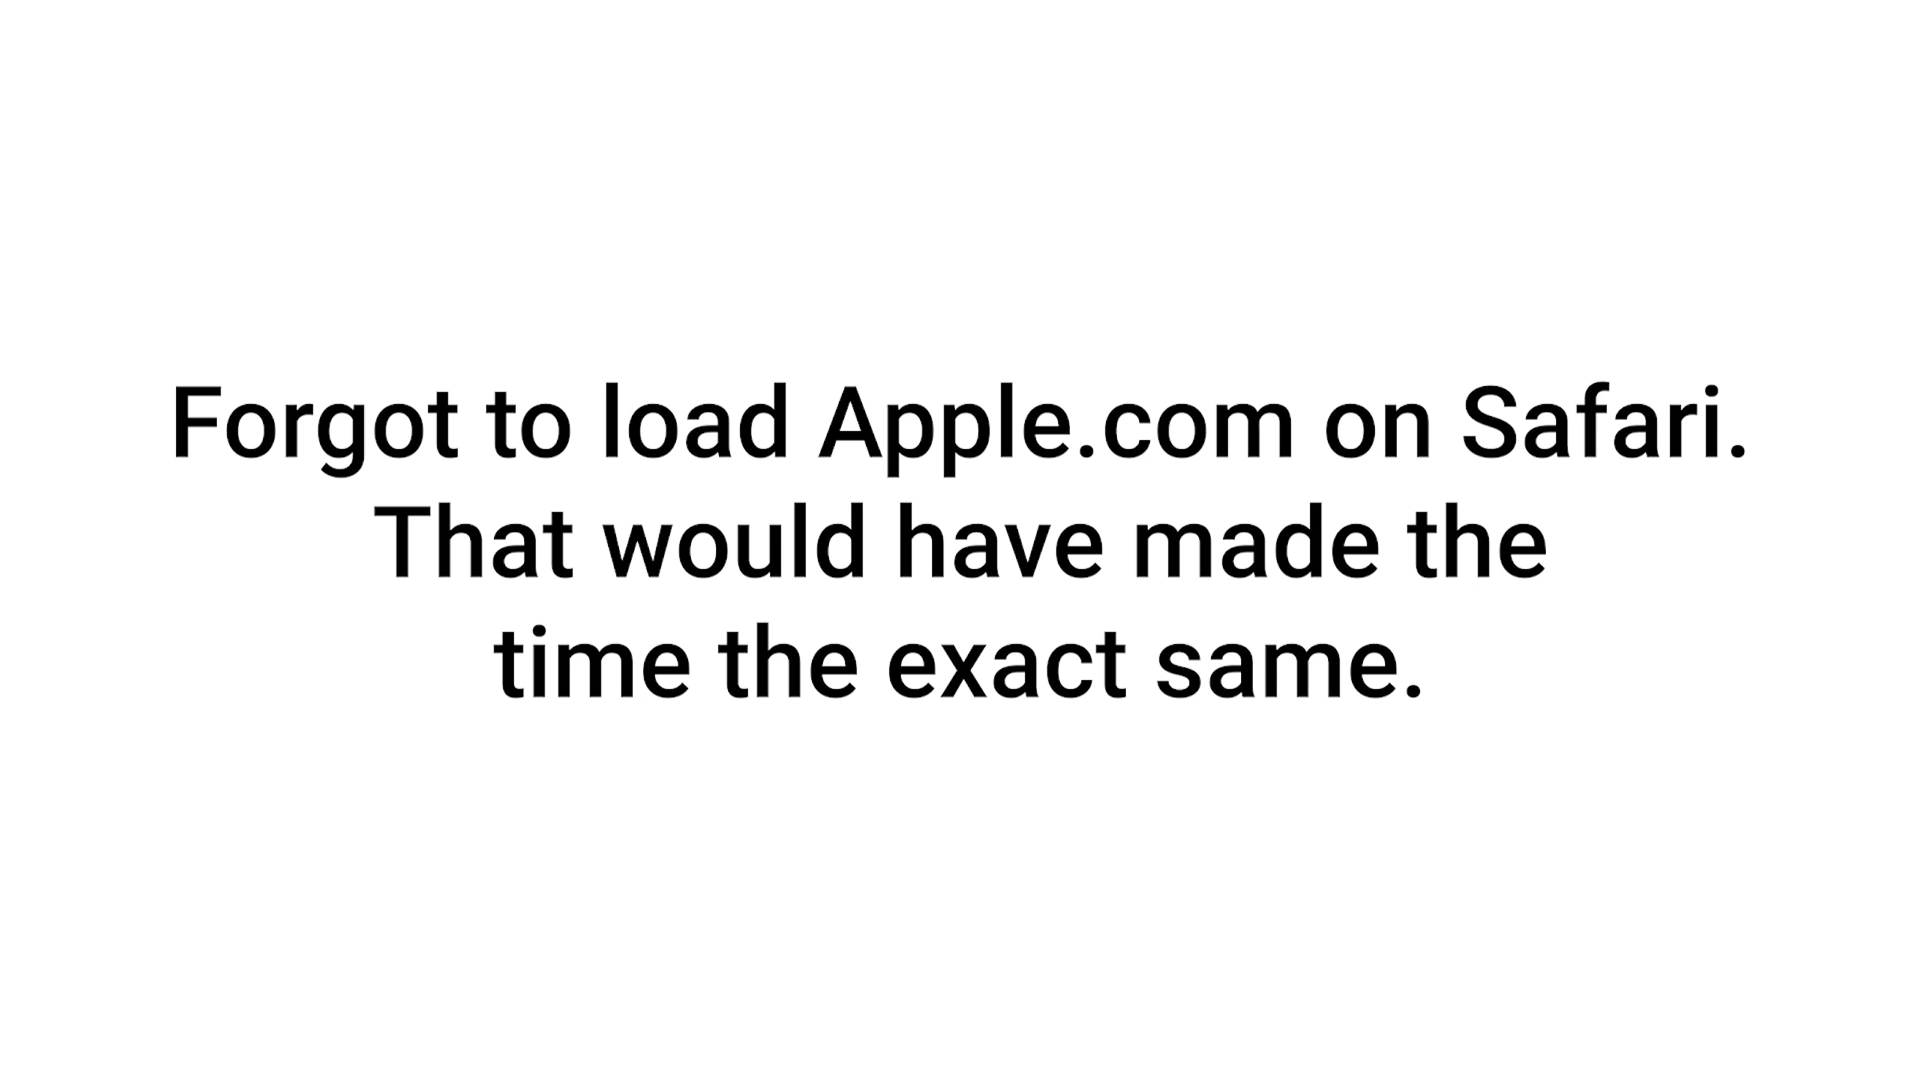 Forgot to load Apple.com on Safari.
That would have made the
time the exact same.